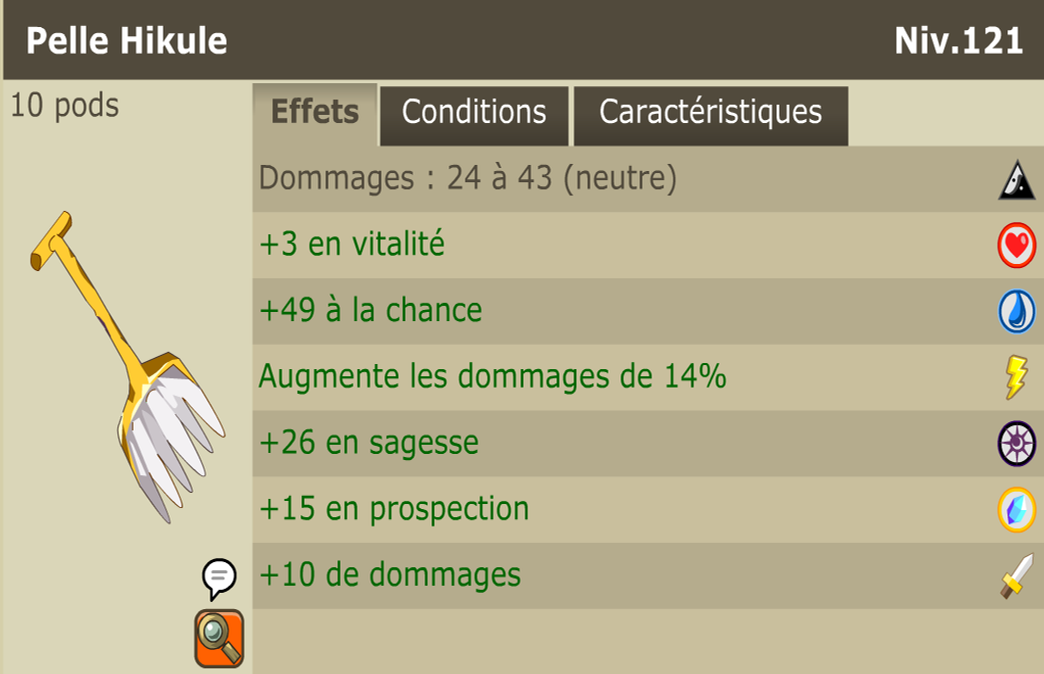 Pelle Hikule
Niv.121
10 pods
Effets
Conditions
Caractéristiques
Dommages : 24 à 43 (neutre)
+3 en vitalité
+49 à la chance
Augmente les dommages de 14%
+26 en sagesse
+15 en prospection
+10 de dommages